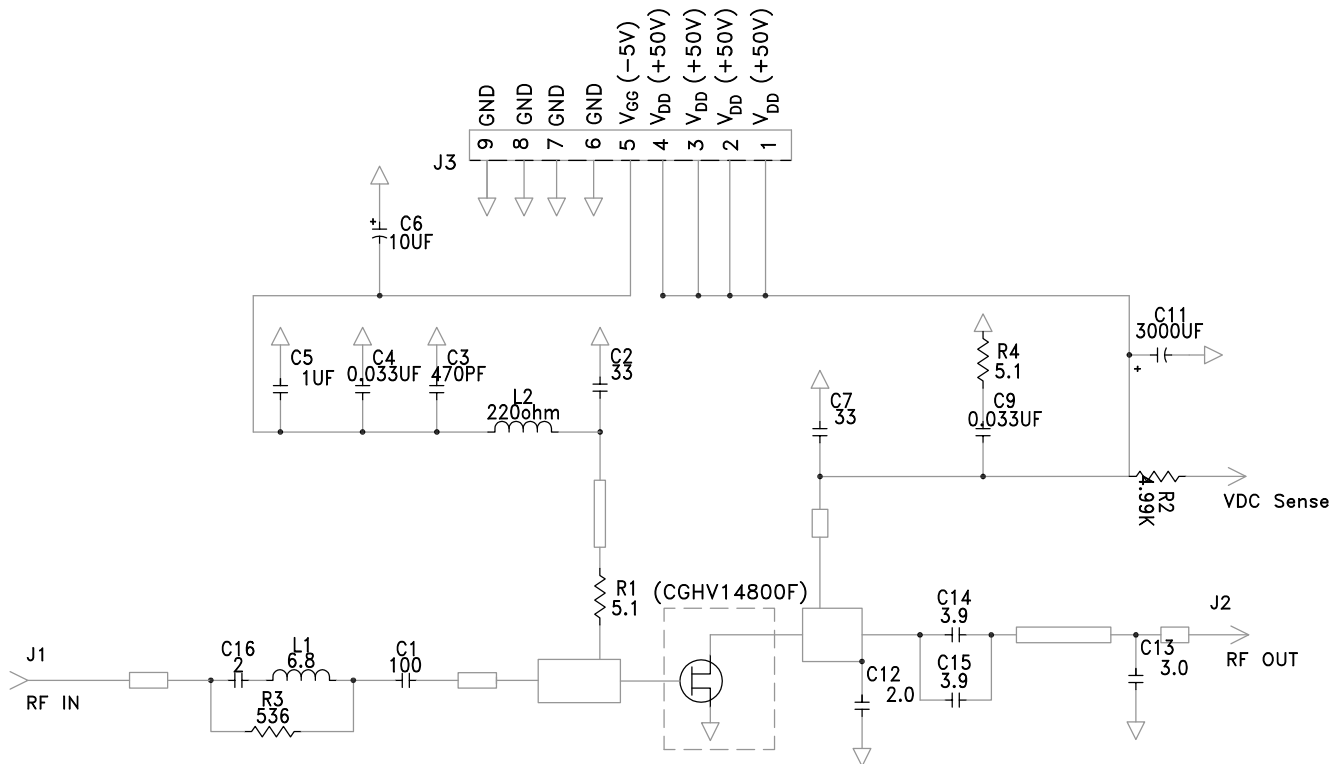 GND
GND
GND
GND
VGG (-5V)
VDD (+50V)
VDD (+50V)
VDD (+50V)
VDD (+50V)
J3
9 8 7 6 5 4 3 2 1
+
C6
10UF
C5
1UF
C4
0.033UF
C3
470PF
L2
220ohm
C2
33
C7
33
R4
5.1
C9
0.033UF
C11
3000UF
+
R2
4.99K
VDC Sense
R1
5.1
(CGHV14800F)
J1
RF IN
C16
2
L1
6.8
R3
536
C1
100
C12
2.0
C14
3.9
C15
3.9
C13
3.0
J2
RF OUT